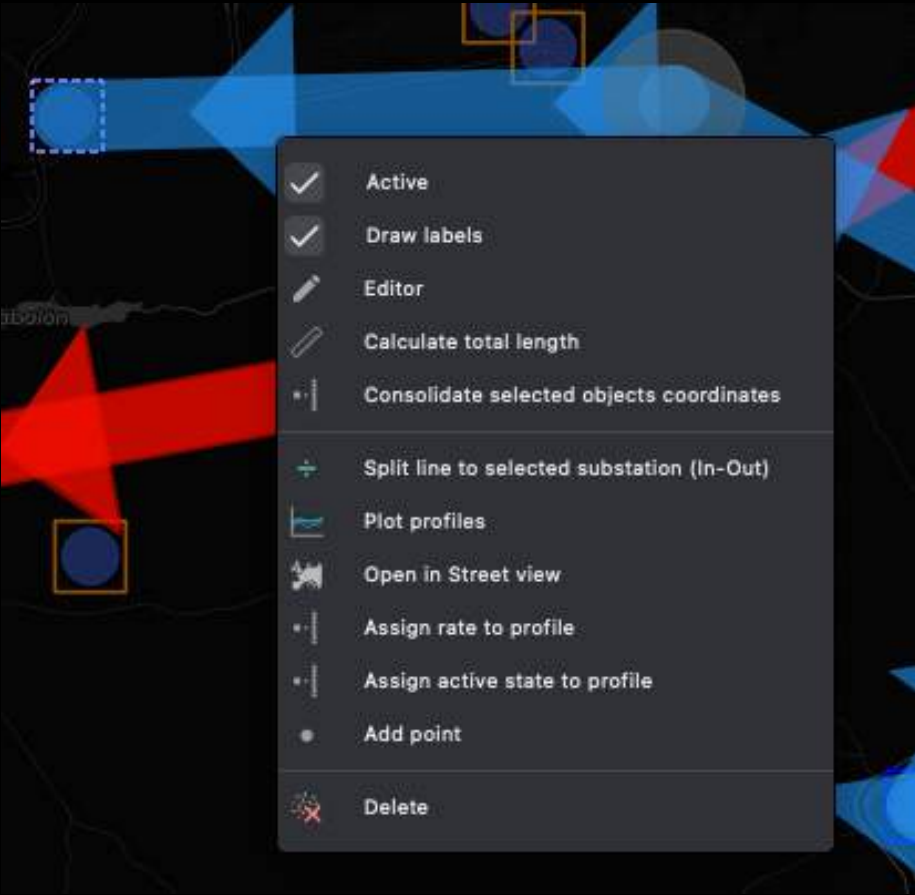 Active
Draw labels
Editor
Calculate total length
Consolidate selected objects coordinates
Split line to selected substation (In-Out)
Plot profiles
Open in Street view
Assign rate to profile
Assign active state to profile
Add point
Delete